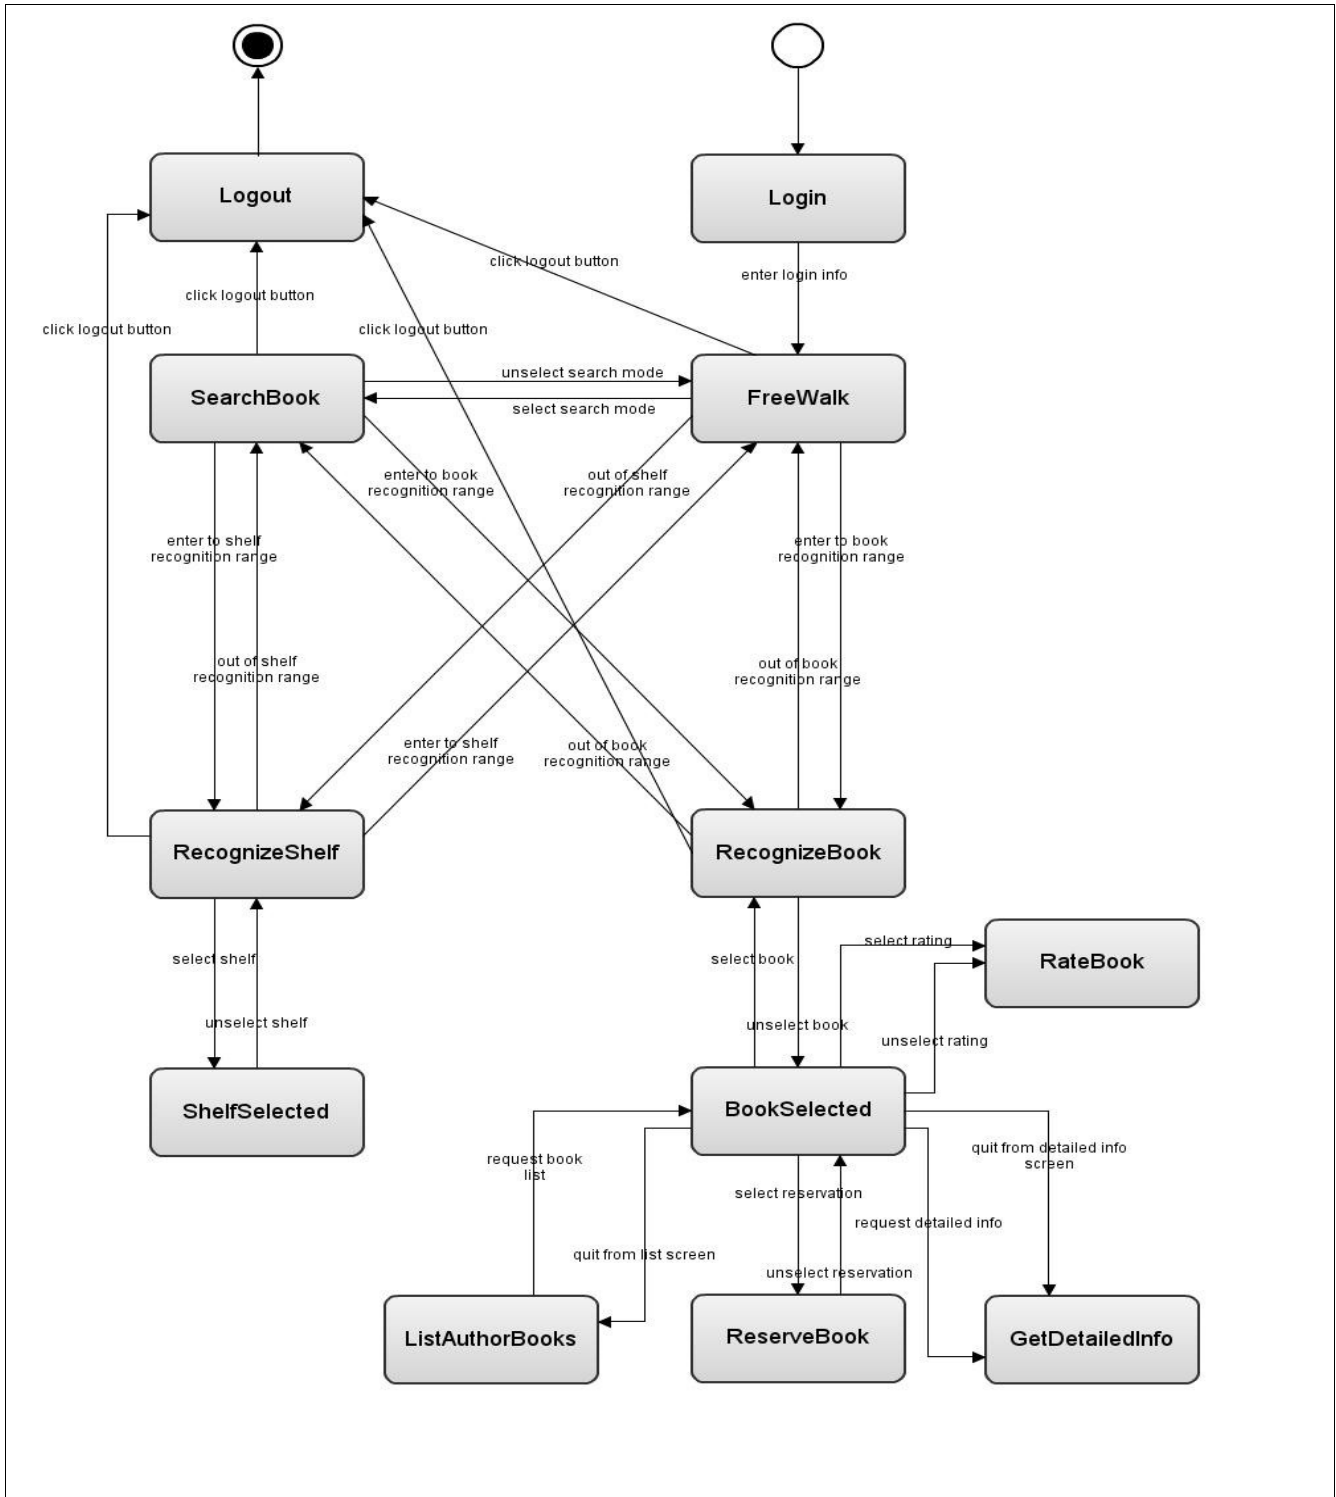 Logout
Login
click logout button
enter login info
click logout button
click logout button
click logout button
unselect search mode
SearchBook
FreeWalk
select search mode
enter to book
recognition range
out of shelf
recognition range
enter to shelf
recognition range
enter to book
recognition range
out of shelf
recognition range
out of book
recognition range
enter to shelf
recognition range
out of book
recognition range
RecognizeShelf
RecognizeBook
select rating
select shelf
select book
RateBook
unselect shelf
unselect book
unselect rating
ShelfSelected
BookSelected
request book
list
quit from detailed info
screen
select reservation
request detailed info
quit from list screen
unselect reservation
ListAuthorBooks
ReserveBook
GetDetailedInfo